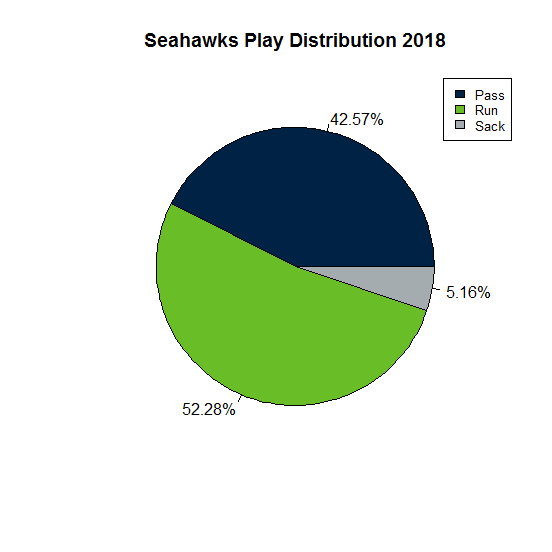 Seahawks Play Distribution 2018
Pass
Run
Sack
42.57%
5.16%
52.28%